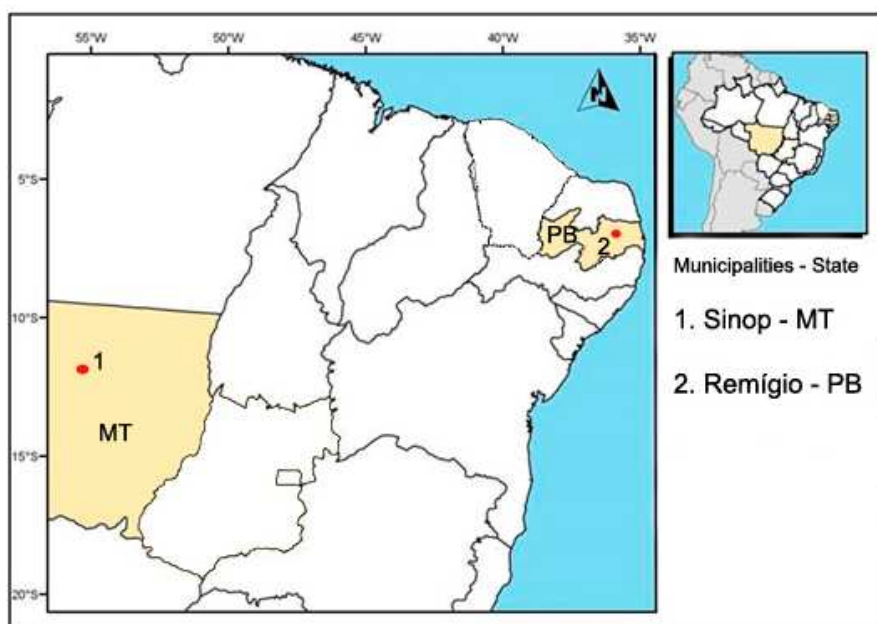 55°W 50°W 45°W 40°W 35°W
N
5°S
PB
2
10°S
1
MT
15°S
20°S
Municipalities - State
1. Sinop - MT
2. Remígio - PB